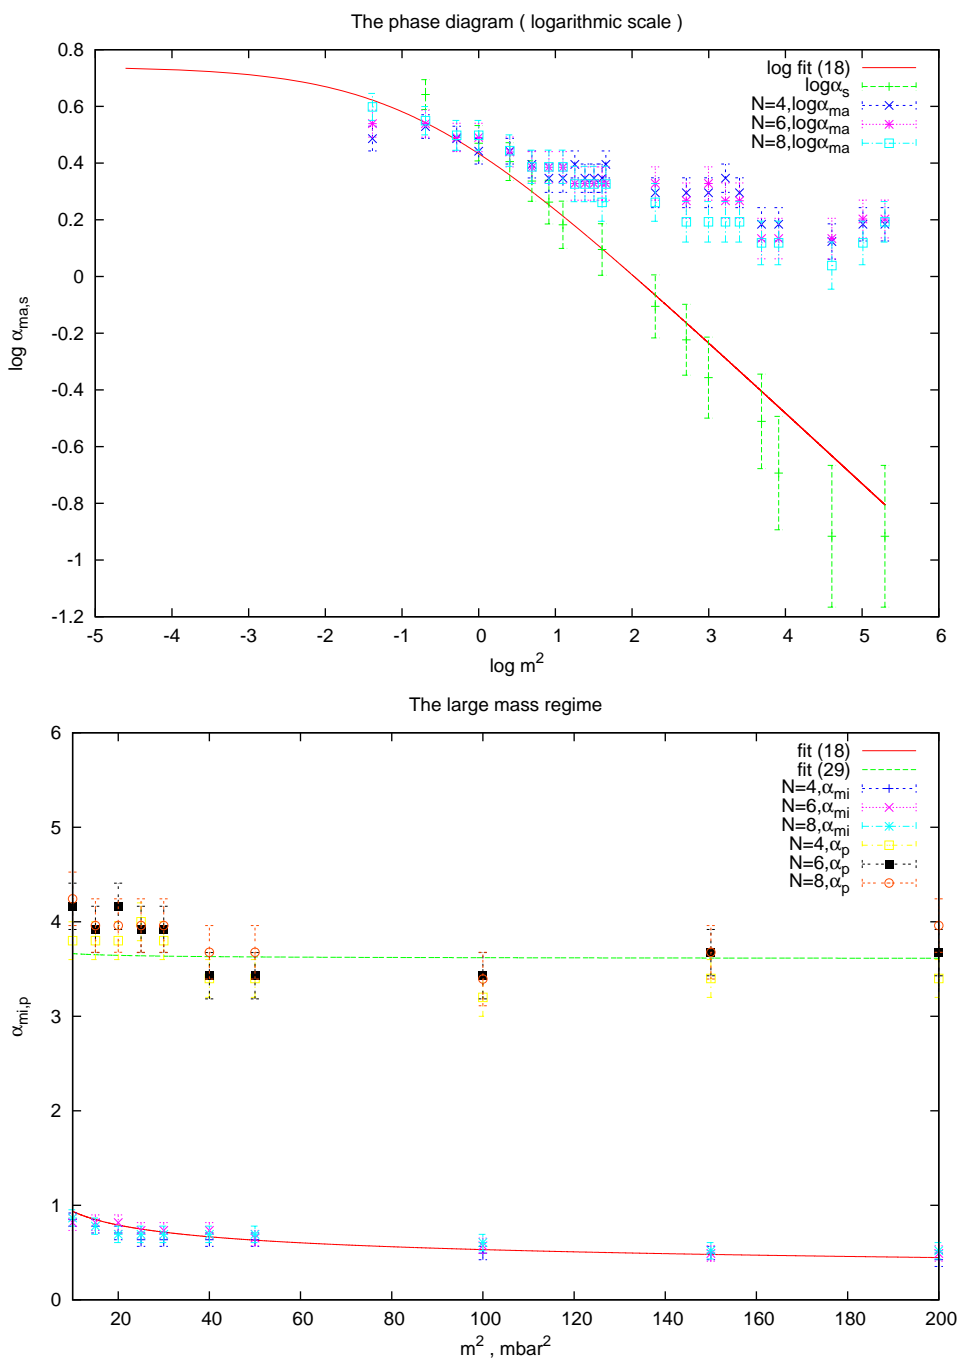 The phase diagram ( logarithmic scale )
log fit (18)
logα_s
N=4,logα_ma
N=6,logα_ma
N=8,logα_ma
0.8
0.6
0.4
0.2
0
-0.2
-0.4
-0.6
-0.8
-1
-1.2
log α_ma,s
-5 -4 -3 -2 -1 0 1 2 3 4 5 6
log m^2
The large mass regime
fit (18)
fit (29)
N=4,α_mi
N=6,α_mi
N=8,α_mi
N=4,α_p
N=6,α_p
N=8,α_p
6
5
4
3
2
1
0
α_mi,p
20 40 60 80 100 120 140 160 180 200
m^2 , mbar^2